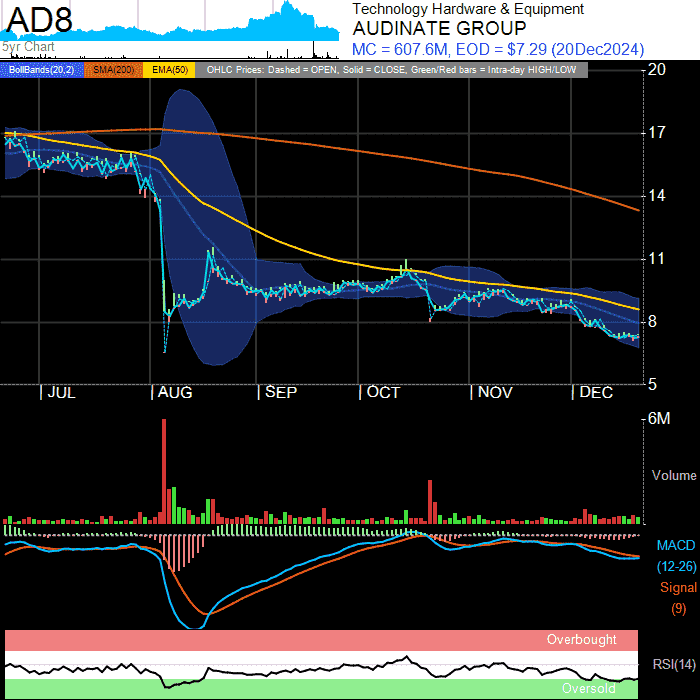 AD8
5yr Chart
Technology Hardware & Equipment
AUDINATE GROUP
MC = 607.6M, EOD = $7.29 (20Dec2024)
BollBands(20,2) SMA(200) EMA(50) OHLC Prices: Dashed = OPEN, Solid = CLOSE, Green/Red bars = Intra-day HIGH/LOW
20
17
14
11
8
5
JUL AUG SEP OCT NOV DEC
6M
Volume
MACD
(12-26)
Signal
(9)
Overbought
RSI(14)
Oversold